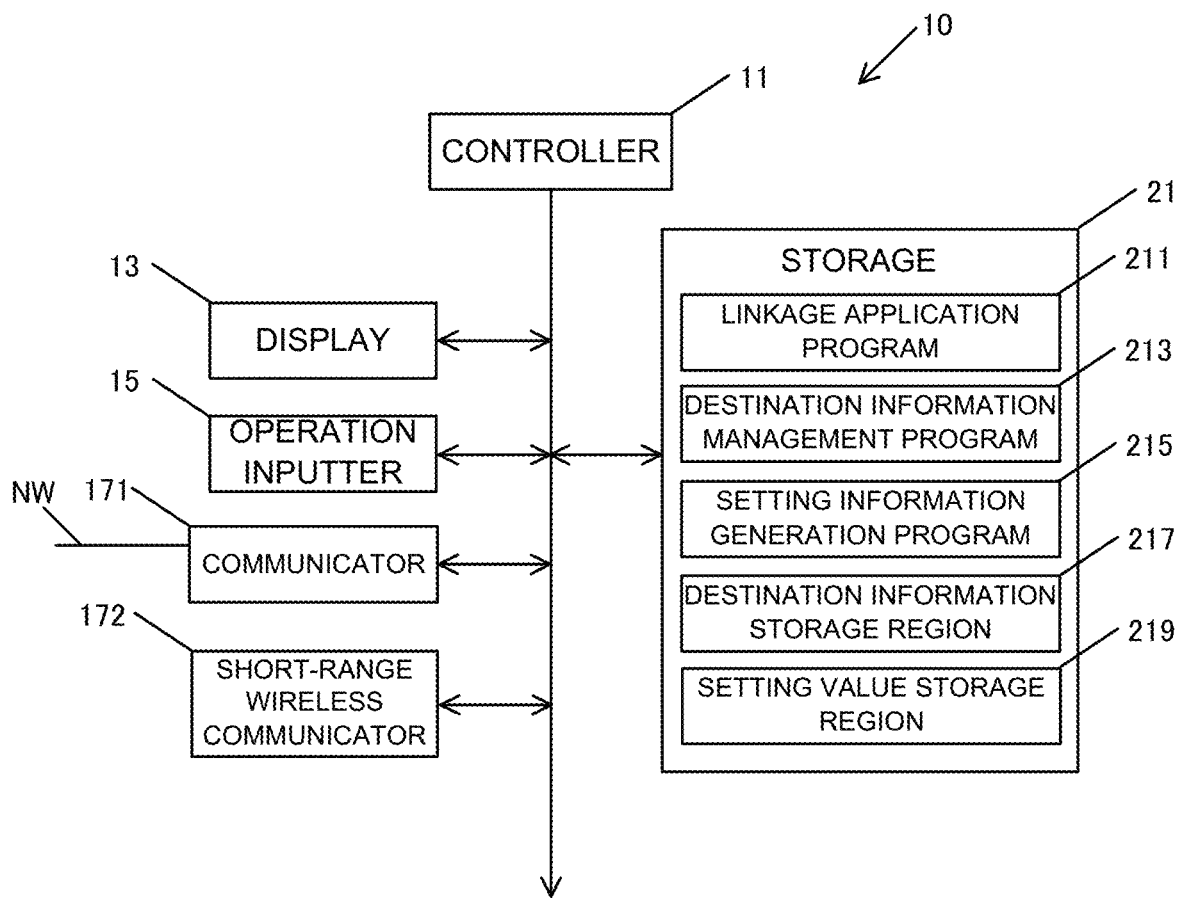 10
11
CONTROLLER
21
STORAGE
13
DISPLAY
211
LINKAGE APPLICATION
PROGRAM
15
OPERATION
INPUTTER
213
DESTINATION INFORMATION
MANAGEMENT PROGRAM
NW
171
COMMUNICATOR
215
SETTING INFORMATION
GENERATION PROGRAM
217
DESTINATION INFORMATION
STORAGE REGION
172
SHORT-RANGE
WIRELESS
COMMUNICATOR
219
SETTING VALUE STORAGE
REGION